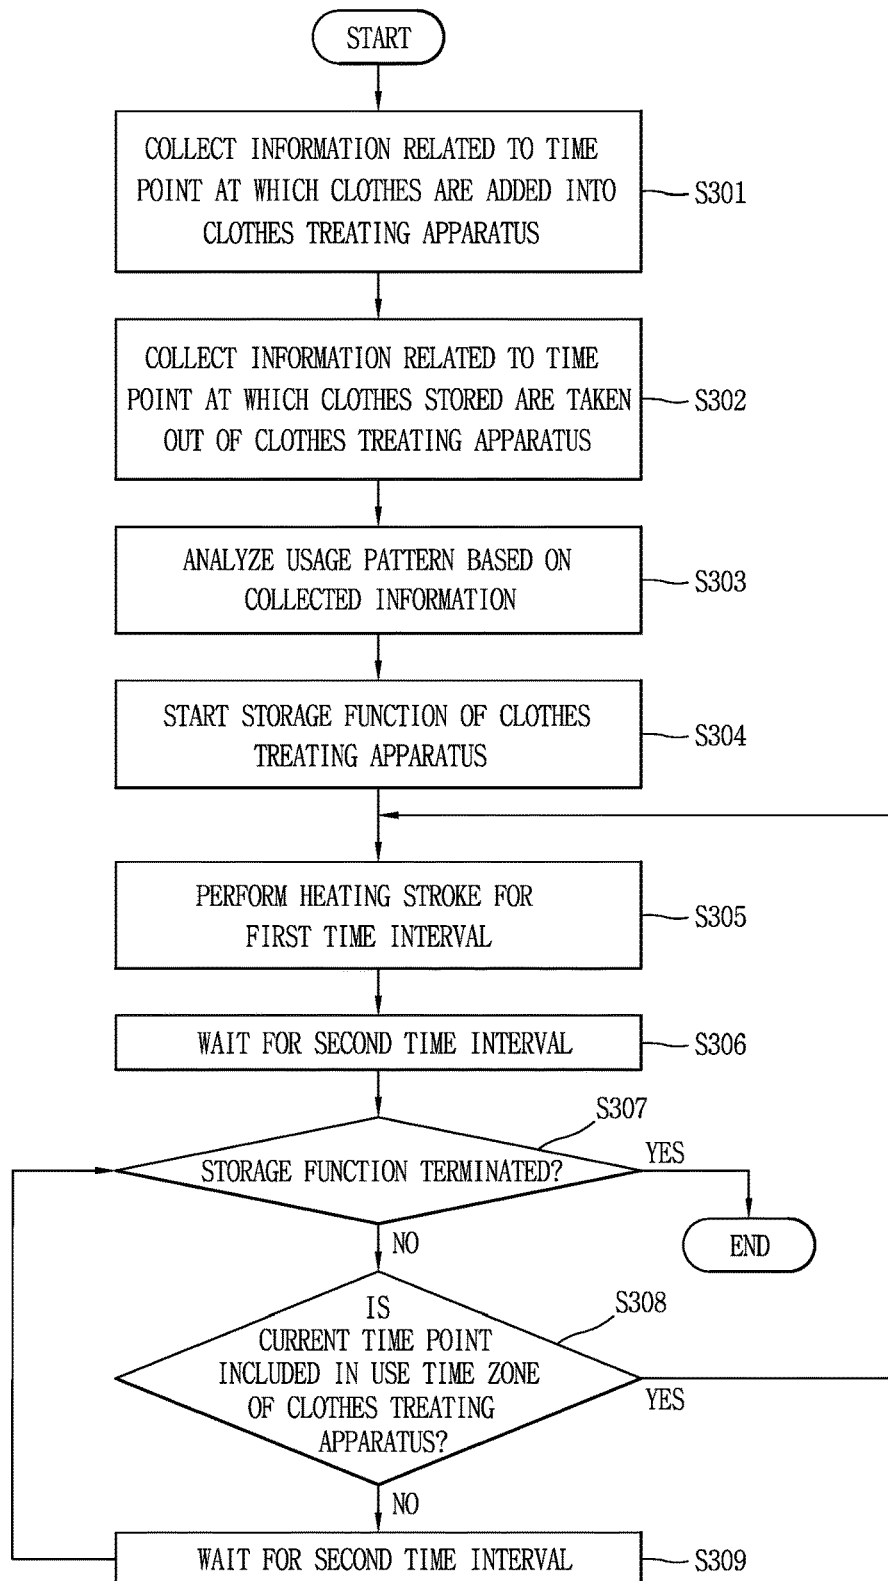 START
COLLECT INFORMATION RELATED TO TIME
POINT AT WHICH CLOTHES ARE ADDED INTO
CLOTHES TREATING APPARATUS
S301
COLLECT INFORMATION RELATED TO TIME
POINT AT WHICH CLOTHES STORED ARE TAKEN
OUT OF CLOTHES TREATING APPARATUS
S302
ANALYZE USAGE PATTERN BASED ON
COLLECTED INFORMATION
S303
START STORAGE FUNCTION OF CLOTHES
TREATING APPARATUS
S304
PERFORM HEATING STROKE FOR
FIRST TIME INTERVAL
S305
WAIT FOR SECOND TIME INTERVAL
S306
S307
STORAGE FUNCTION TERMINATED?
YES
END
NO
S308
IS
CURRENT TIME POINT
INCLUDED IN USE TIME ZONE
OF CLOTHES TREATING
APPARATUS?
YES
NO
WAIT FOR SECOND TIME INTERVAL
S309